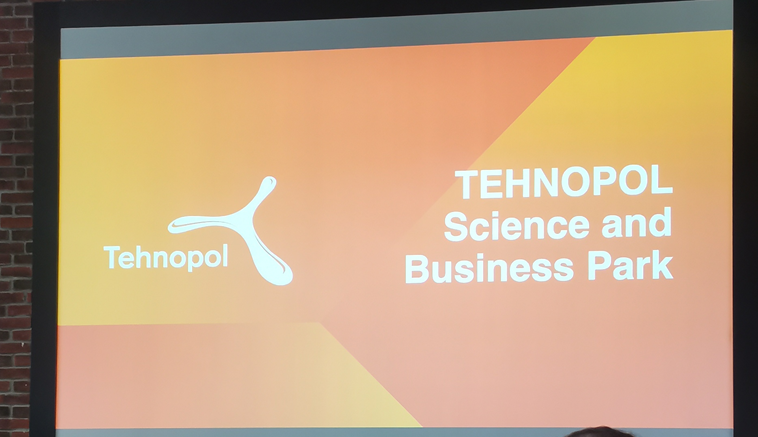 Tehnopol
TEHNOPOL
Science and
Business Park